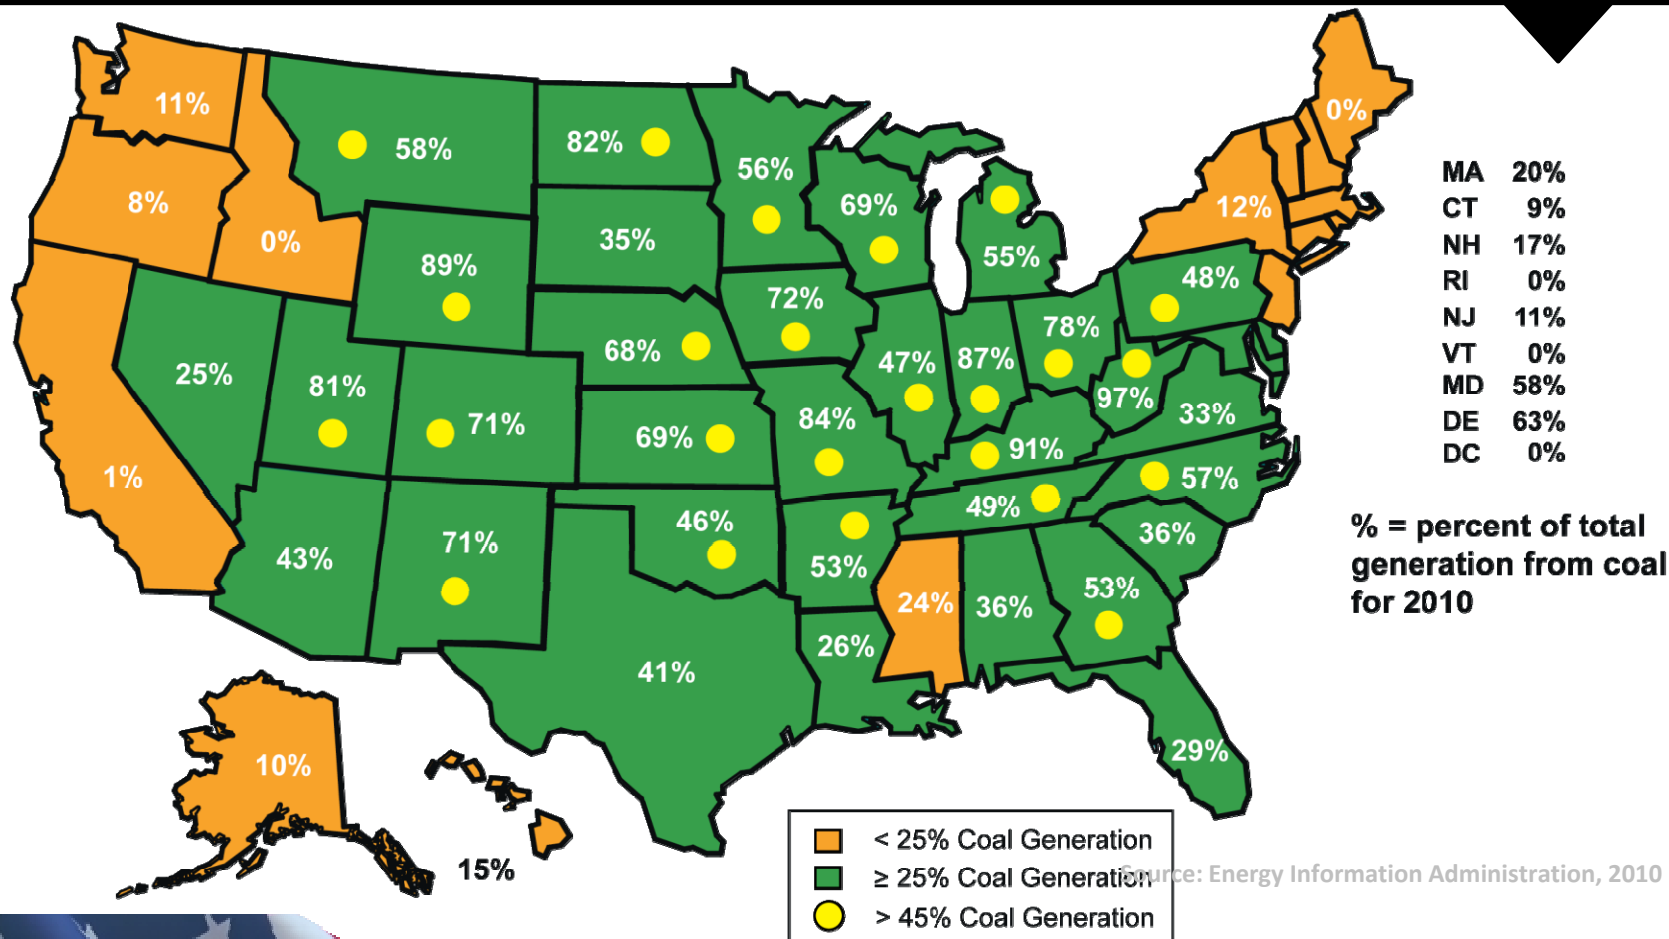 11%
58%
82%
56%
69%
55%
0%
8%
0%
89%
35%
72%
12%
48%
MA 20%
CT 9%
NH 17%
RI 0%
NJ 11%
VT 0%
MD 58%
DE 63%
DC 0%
25%
81%
71%
68%
69%
84%
47%
87%
78%
97%
33%
91%
1%
43%
71%
46%
53%
49%
57%
36%
24%
36%
53%
41%
26%
29%
10%
15%
% = percent of total
generation from coal
for 2010
< 25% Coal Generation
≥ 25% Coal Generation
> 45% Coal Generation
Source: Energy Information Administration, 2010